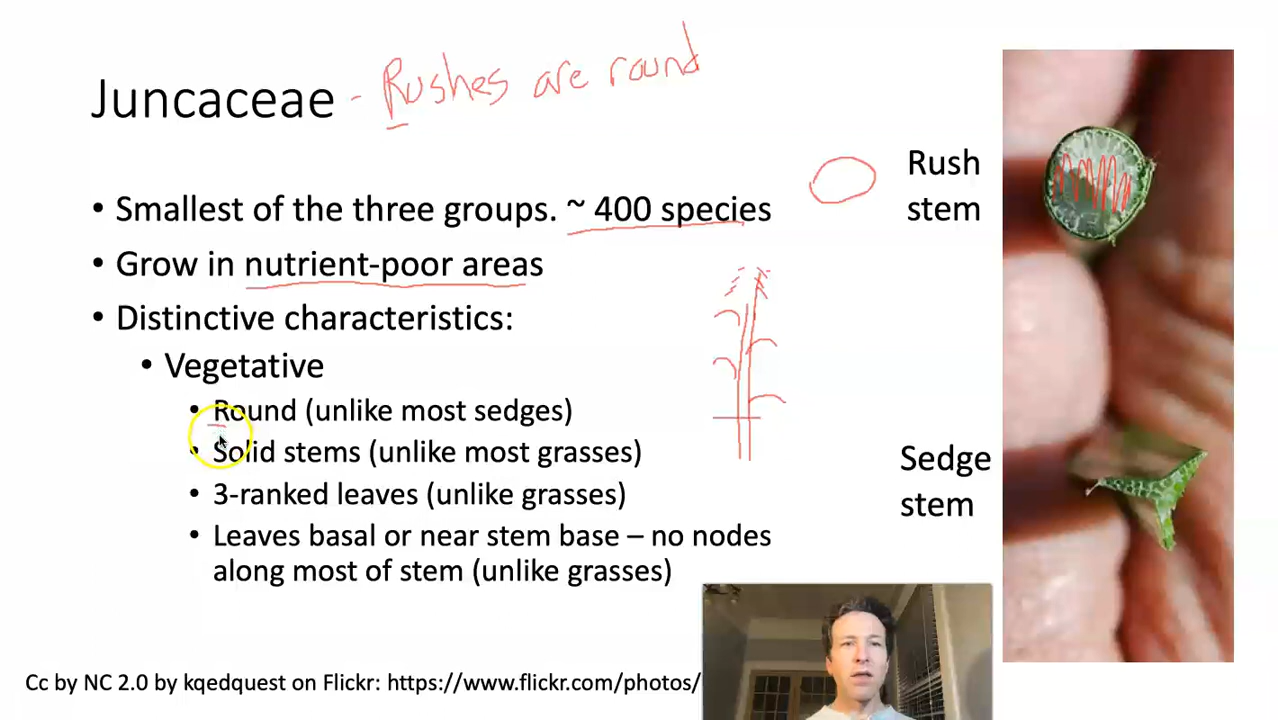 Juncaceae - Rushes are round
• Smallest of the three groups. ~ 400 species
• Grow in nutrient-poor areas
• Distinctive characteristics:
• Vegetative
• Round (unlike most sedges)
• Solid stems (unlike most grasses)
• 3-ranked leaves (unlike grasses)
• Leaves basal or near stem base – no nodes
along most of stem (unlike grasses)
Rush
stem
Sedge
stem
Cc by NC 2.0 by kqedquest on Flickr: https://www.flickr.com/photos/